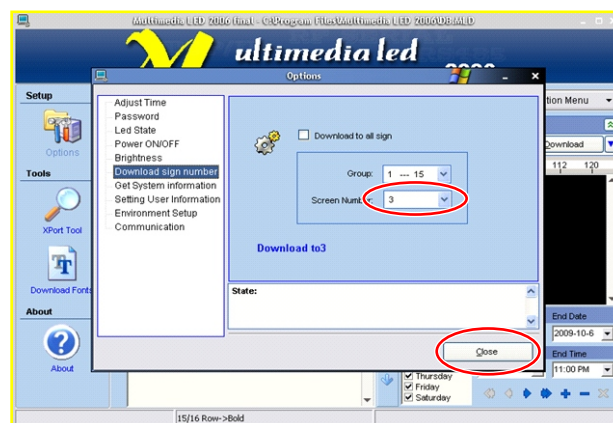 Multimedia LED 2006 final - C:\Program Files\Multimedia LED 2006\DB.MLD
M ultimedia led
Options
Setup
Options
Tools
XPort Tool
Download Fonts
About
About
Adjust Time
Password
Led State
Power ON/OFF
Brightness
Download sign number
Get System information
Setting User Information
Environment Setup
Communication
Download to all sign
Group: 1 --- 15
Screen Number: 3
Download to3
State:
Close
tion Menu
Download
112 120
End Date
2009-10-6
End Time
11:00 PM
Thursday
Friday
Saturday
15/16 Row->Bold